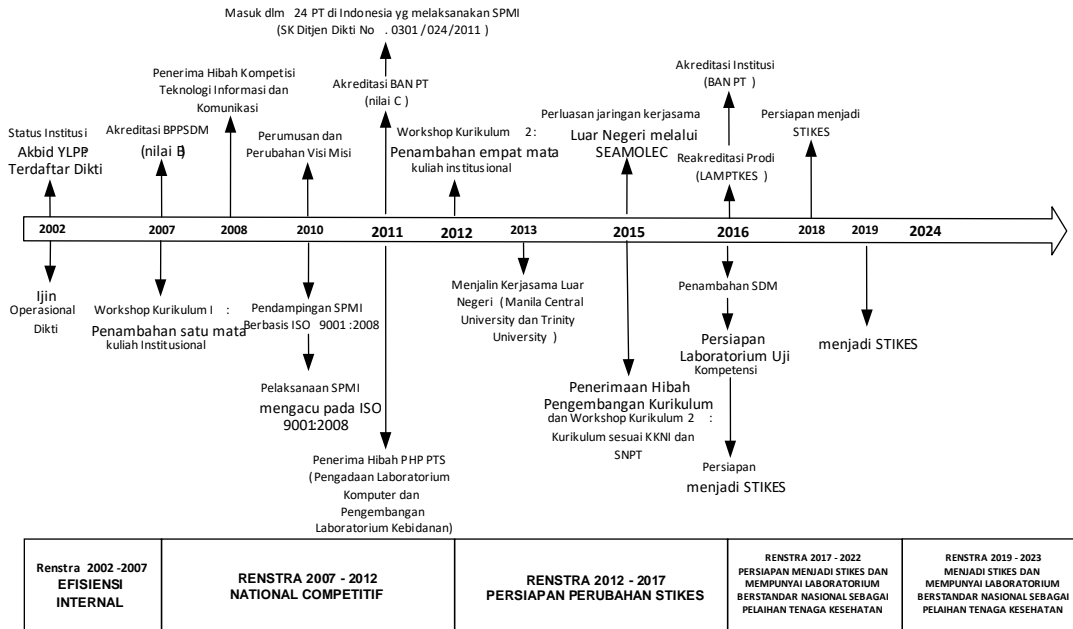 Masuk dlm 24 PT di Indonesia yg melaksanakan SPMI
(SK Ditjen Dikti No . 0301 / 024 / 2011 )
Penerima Hibah Kompetisi
Teknologi Informasi dan
Komunikasi
Akreditasi BAN PT
(nilai C )
Akreditasi Institusi
(BAN PT )
Status Institusi
Akbid YLPP
Terdaftar Dikti
Akreditasi BPPSDM
(nilai B)
Perumusan dan
Perubahan Visi Misi
Workshop Kurikulum 2 :
Penambahan empat mata
kuliah institusional
Perluasan jaringan kerjasama
Luar Negeri melalui
SEAMOLEC
Reakreditasi Prodi
(LAMPTKES )
Persiapan menjadi
STIKES
2002
2007
2008
2010
2011
2012
2013
2015
2016
2018
2019
2024
Ijin
Operasional
Dikti
Workshop Kurikulum I :
Penambahan satu mata
kuliah Institusional
Pendampingan SPMI
Berbasis ISO 9001 :2008
Pelaksanaan SPMI
mengacu pada ISO
9001:2008
Penerima Hibah PHP PTS
( Pengadaan Laboratorium
Komputer dan
Pengembangan
Laboratorium Kebidanan)
Menjalin Kerjasama Luar
Negeri ( Manila Central
University dan Trinity
University )
Penerimaan Hibah
Pengembangan Kurikulum
dan Workshop Kurikulum 2 :
Kurikulum sesuai KKNI dan
SNPT
Penambahan SDM
Persiapan
Laboratorium Uji
Kompetensi
Persiapan
menjadi STIKES
menjadi STIKES
Renstra 2002 -2007
EFISIENSI
INTERNAL
RENSTRA 2007 - 2012
NATIONAL COMPETITIF
RENSTRA 2012 - 2017
PERSIAPAN PERUBAHAN STIKES
RENSTRA 2017 - 2022
PERSIAPAN MENJADI STIKES DAN
MEMPUNYAI LABORATORIUM
BERSTANDAR NASIONAL SEBAGAI
PELAIHAN TENAGA KESEHATAN
RENSTRA 2019 - 2023
MENJADI STIKES DAN
MEMPUNYAI LABORATORIUM
BERSTANDAR NASIONAL SEBAGAI
PELAIHAN TENAGA KESEHATAN